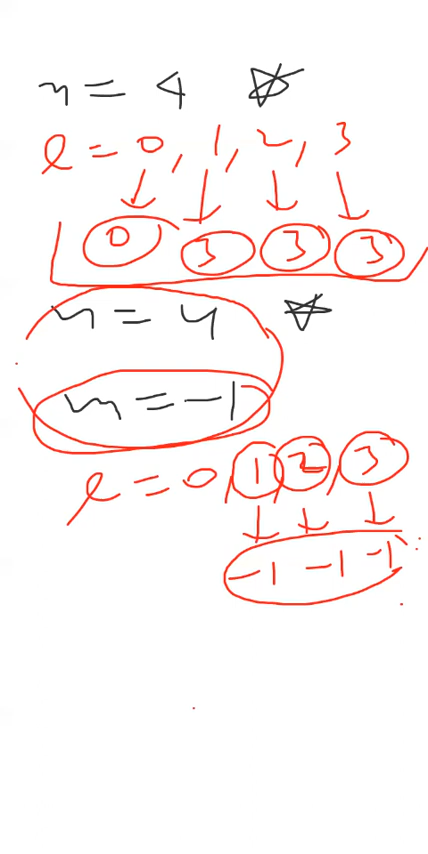 n = 4
l = 0, 1, 2, 3
0 3 3 3
n = 4
m = -1
l = 0, 1, 2, 3
-1 -1 -1